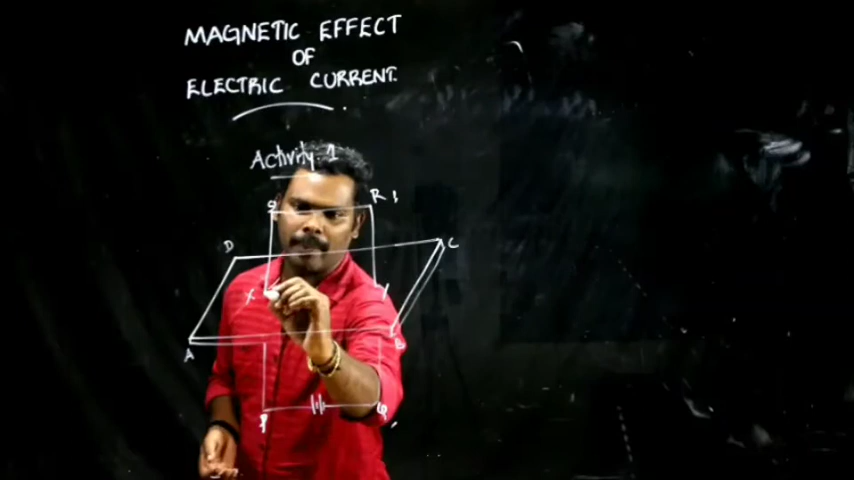 MAGNETIC EFFECT
OF
ELECTRIC CURRENT.
Activity 1
S R
D C
X Y
A B
P Q